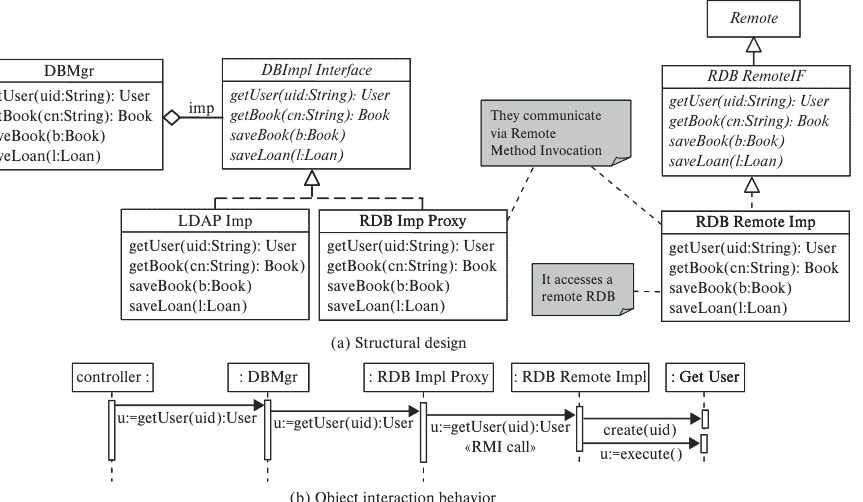 Remote
DBMgr
etUser(uid:String): User
etBook(cn:String): Book
veBook(b:Book)
veLoan(l:Loan)
imp
DBImpl Interface
getUser(uid:String): User
getBook(cn:String): Book
saveBook(b:Book)
saveLoan(l:Loan)
They communicate
via Remote
Method Invocation
RDB RemoteIF
getUser(uid:String): User
getBook(cn:String): Book
saveBook(b:Book)
saveLoan(l:Loan)
LDAP Imp
getUser(uid:String): User
getBook(cn:String): Book)
saveBook(b:Book)
saveLoan(l:Loan)
RDB Imp Proxy
getUser(uid:String): User
getBook(cn:String): Book
saveBook(b:Book)
saveLoan(l:Loan)
It accesses a
remote RDB
RDB Remote Imp
getUser(uid:String): User
getBook(cn:String): Book
saveBook(b:Book)
saveLoan(l:Loan)
(a) Structural design
controller :
: DBMgr
: RDB Impl Proxy
: RDB Remote Impl
: Get User
u:=getUser(uid):User
u:=getUser(uid):User
u:=getUser(uid):User
«RMI call»
create(uid)
u:=execute()
(b) Object interaction behavior